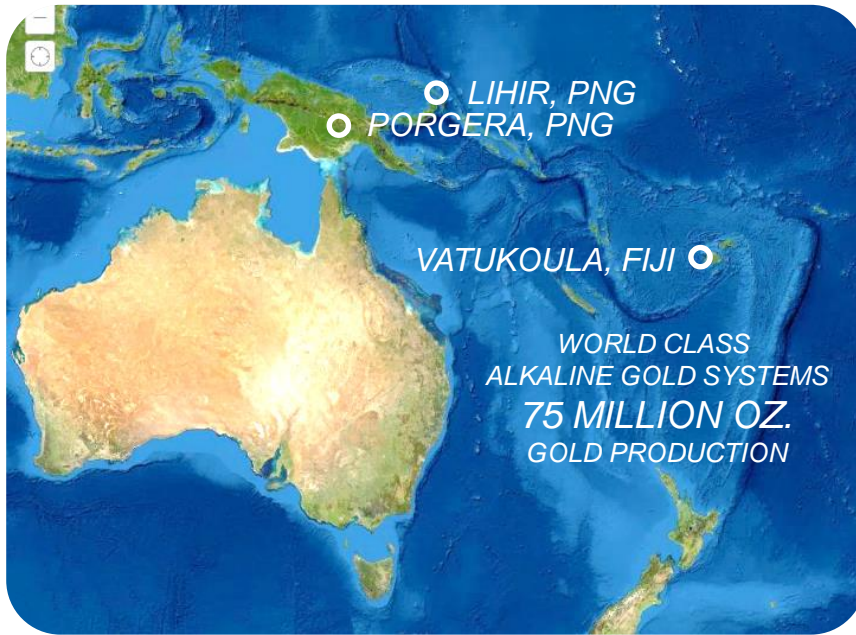 LIHIR, PNG
PORGERA, PNG
VATUKOULA, FIJI
WORLD CLASS
ALKALINE GOLD SYSTEMS
75 MILLION OZ.
GOLD PRODUCTION